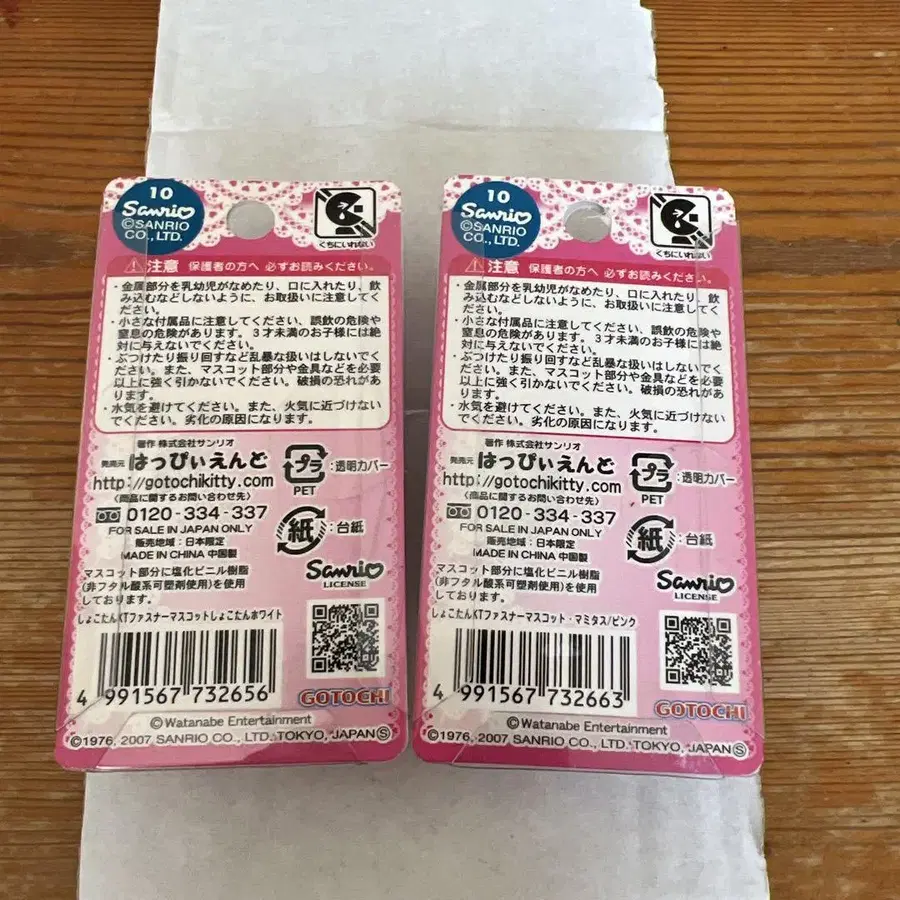 10
Sanrio
©SANRIO
CO., LTD.
くちにいれない
注意 保護者の方へ 必ずお読みください。
・金属部分を乳幼児がなめたり、口に入れたり、飲
み込むなどしないように、お取扱いに注意してく
ださい。
・小さな付属品に注意してください、誤飲の危険や
窒息の危険があります。3才未満のお子様には絶
対に与えないでください。
・ぶつけたり振り回すなど乱暴な扱いはしないでく
ださい。また、マスコット部分や金具などを必要
以上に強く引かないでください。破損の恐れがあ
ります。
・水気を避けてください。また、火気に近づけない
でください。劣化の原因になります。
著作 株式会社サンリオ
発売元 はっぴぃえんど
http://gotochikitty.com
〈商品に関するお問い合わせ先〉
0120-334-337
FOR SALE IN JAPAN ONLY
販売地域:日本限定
MADE IN CHINA 中国製
プラ
:透明カバー
PET
紙
:台紙
マスコット部分に塩化ビニル樹脂
(非フタル酸系可塑剤使用)を使用
しております。
Sanrio
LICENSE
しょこたんKTファスナーマスコットしょこたんホワイト
4 991567 732656
GOTOCHI
©Watanabe Entertainment
©1976, 2007 SANRIO CO., LTD. TOKYO, JAPAN Ⓢ
10
Sanrio
©SANRIO
CO., LTD.
くちにいれない
注意 保護者の方へ 必ずお読みください。
・金属部分を乳幼児がなめたり、口に入れたり、飲
み込むなどしないように、お取扱いに注意してく
ださい。
・小さな付属品に注意してください、誤飲の危険や
窒息の危険があります。3才未満のお子様には絶
対に与えないでください。
・ぶつけたり振り回すなど乱暴な扱いはしないでく
ださい。また、マスコット部分や金具などを必要
以上に強く引かないでください。破損の恐れがあ
ります。
・水気を避けてください。また、火気に近づけない
でください。劣化の原因になります。
著作 株式会社サンリオ
発売元 はっぴぃえんど
http://gotochikitty.com
〈商品に関するお問い合わせ先〉
0120-334-337
FOR SALE IN JAPAN ONLY
販売地域:日本限定
MADE IN CHINA 中国製
プラ
:透明カバー
PET
紙
:台紙
マスコット部分に塩化ビニル樹脂
(非フタル酸系可塑剤使用)を使用
しております。
Sanrio
LICENSE
しょこたんKTファスナーマスコット・マミタス/ピンク
4 991567 732663
GOTOCHI
©Watanabe Entertainment
©1976, 2007 SANRIO CO., LTD. TOKYO, JAPAN Ⓢ